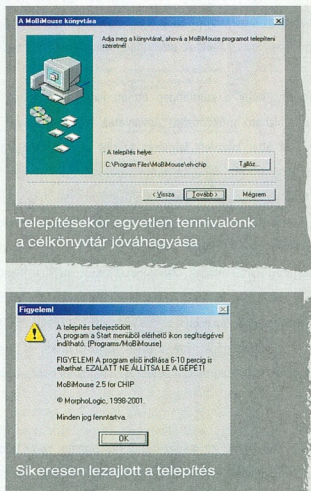 A MoBiMouse könyvtára
Adja meg a könyvtárat, ahová a MoBiMouse programot telepíteni
szeretné!
A telepítés helye:
C:\Program Files\MoBiMouse\eh-chip
Tallóz...
< Vissza
Tovább >
Mégsem
Telepítésekor egyetlen tennivalónk
a célkönyvtár jóváhagyása
Figyelem!
A telepítés befejeződött.
A program a Start menüből elérhető ikon segítségével
indítható. (Programs/MoBiMouse)
FIGYELEM! A program első indítása 6-10 percig is
eltarthat. EZALATT NE ÁLLÍTSA LE A GÉPÉT!
MoBiMouse 2.5 for CHIP
© MorphoLogic, 1998-2001.
Minden jog fenntartva.
OK
Sikeresen lezajlott a telepítés